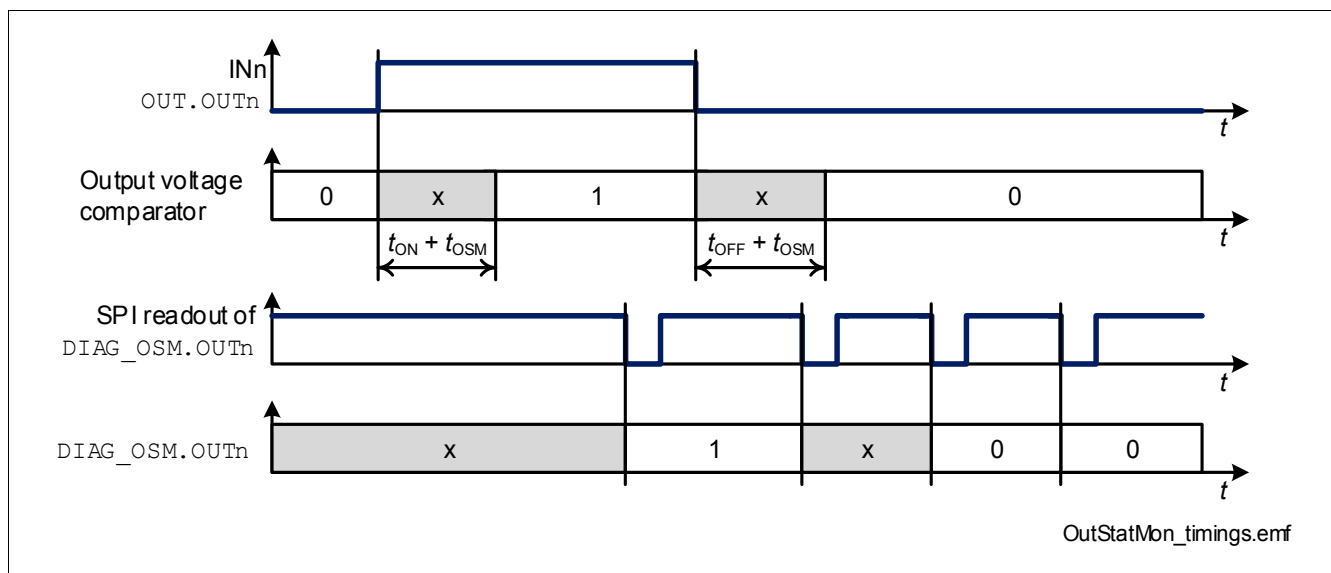 INn
OUT.OUTn
t
Output voltage
comparator
0
x
1
x
0
t
tON + tOSM
tOFF + tOSM
SPI readout of
DIAG_OSM.OUTn
t
DIAG_OSM.OUTn
x
1
x
0
0
t
OutStatMon_timings.emf